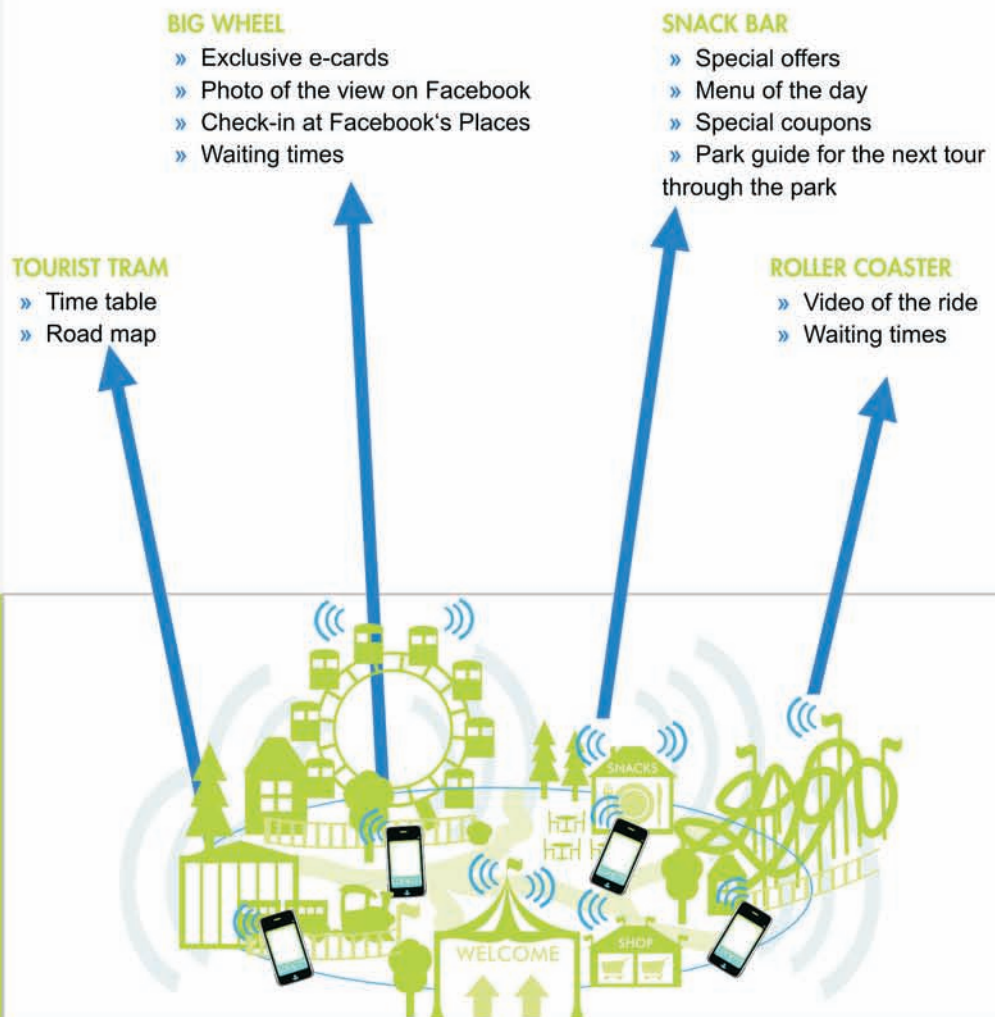 BIG WHEEL
» Exclusive e-cards
» Photo of the view on Facebook
» Check-in at Facebook‘s Places
» Waiting times
SNACK BAR
» Special offers
» Menu of the day
» Special coupons
» Park guide for the next tour
through the park
TOURIST TRAM
» Time table
» Road map
ROLLER COASTER
» Video of the ride
» Waiting times
SNACKS
WELCOME
SHOP